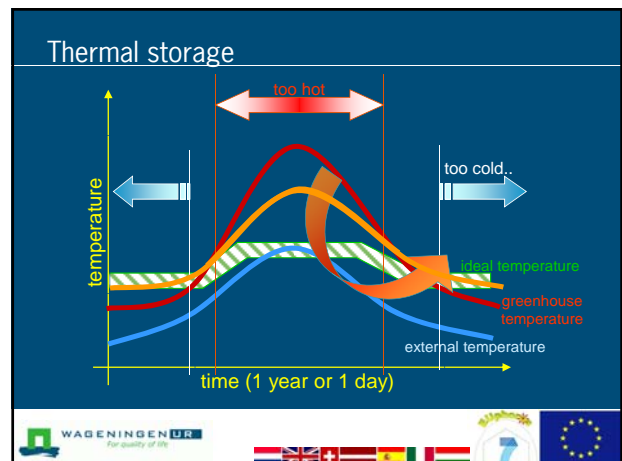 Thermal storage
too hot
too cold..
temperature
ideal temperature
greenhouse
temperature
external temperature
time (1 year or 1 day)
WAGENINGEN UR
For quality of life
7